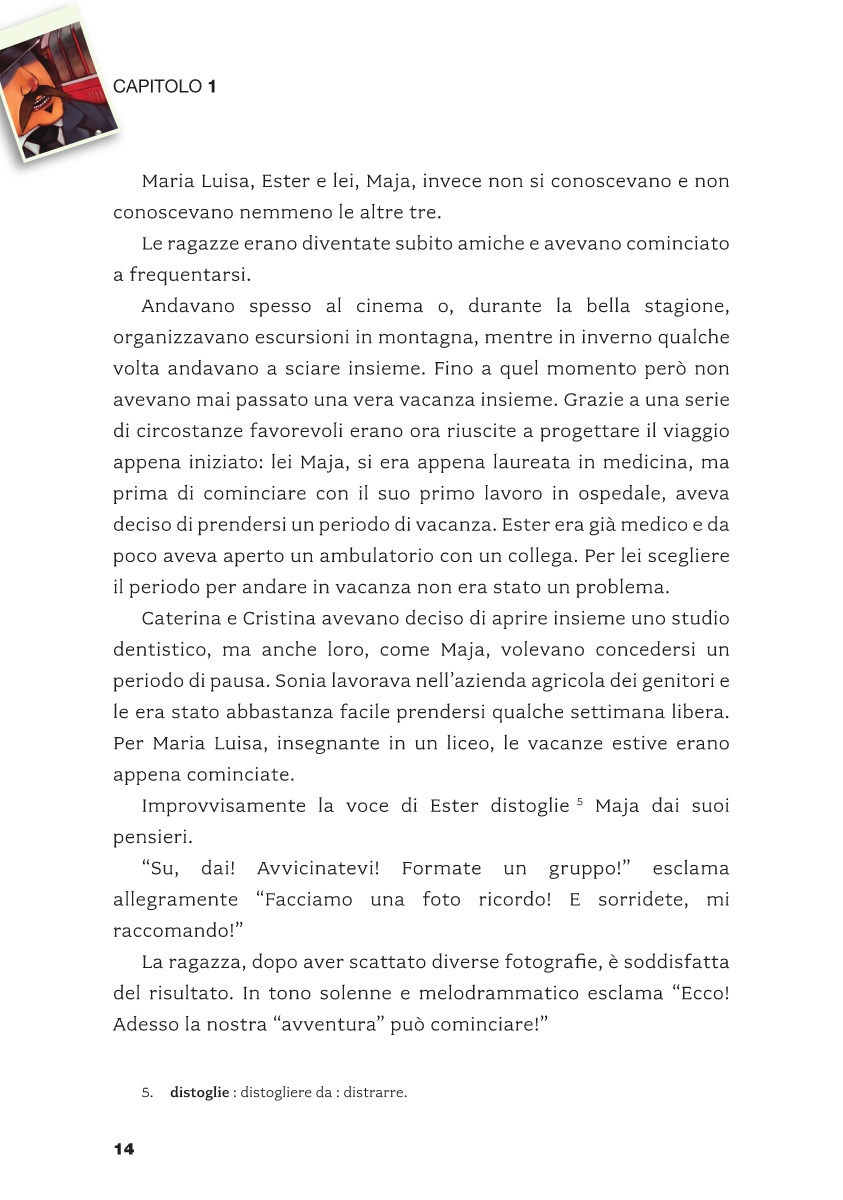 CAPITOLO 1
Maria Luisa, Ester e lei, Maja, invece non si conoscevano e non
conoscevano nemmeno le altre tre.
Le ragazze erano diventate subito amiche e avevano cominciato
a frequentarsi.
Andavano spesso al cinema o, durante la bella stagione,
organizzavano escursioni in montagna, mentre in inverno qualche
volta andavano a sciare insieme. Fino a quel momento però non
avevano mai passato una vera vacanza insieme. Grazie a una serie
di circostanze favorevoli erano ora riuscite a progettare il viaggio
appena iniziato: lei Maja, si era appena laureata in medicina, ma
prima di cominciare con il suo primo lavoro in ospedale, aveva
deciso di prendersi un periodo di vacanza. Ester era già medico e da
poco aveva aperto un ambulatorio con un collega. Per lei scegliere
il periodo per andare in vacanza non era stato un problema.
Caterina e Cristina avevano deciso di aprire insieme uno studio
dentistico, ma anche loro, come Maja, volevano concedersi un
periodo di pausa. Sonia lavorava nell’azienda agricola dei genitori e
le era stato abbastanza facile prendersi qualche settimana libera.
Per Maria Luisa, insegnante in un liceo, le vacanze estive erano
appena cominciate.
Improvvisamente la voce di Ester distoglie 5 Maja dai suoi
pensieri.
“Su, dai! Avvicinatevi! Formate un gruppo!” esclama
allegramente “Facciamo una foto ricordo! E sorridete, mi
raccomando!”
La ragazza, dopo aver scattato diverse fotografie, è soddisfatta
del risultato. In tono solenne e melodrammatico esclama “Ecco!
Adesso la nostra “avventura” può cominciare!”
5. distoglie : distogliere da : distrarre.
14